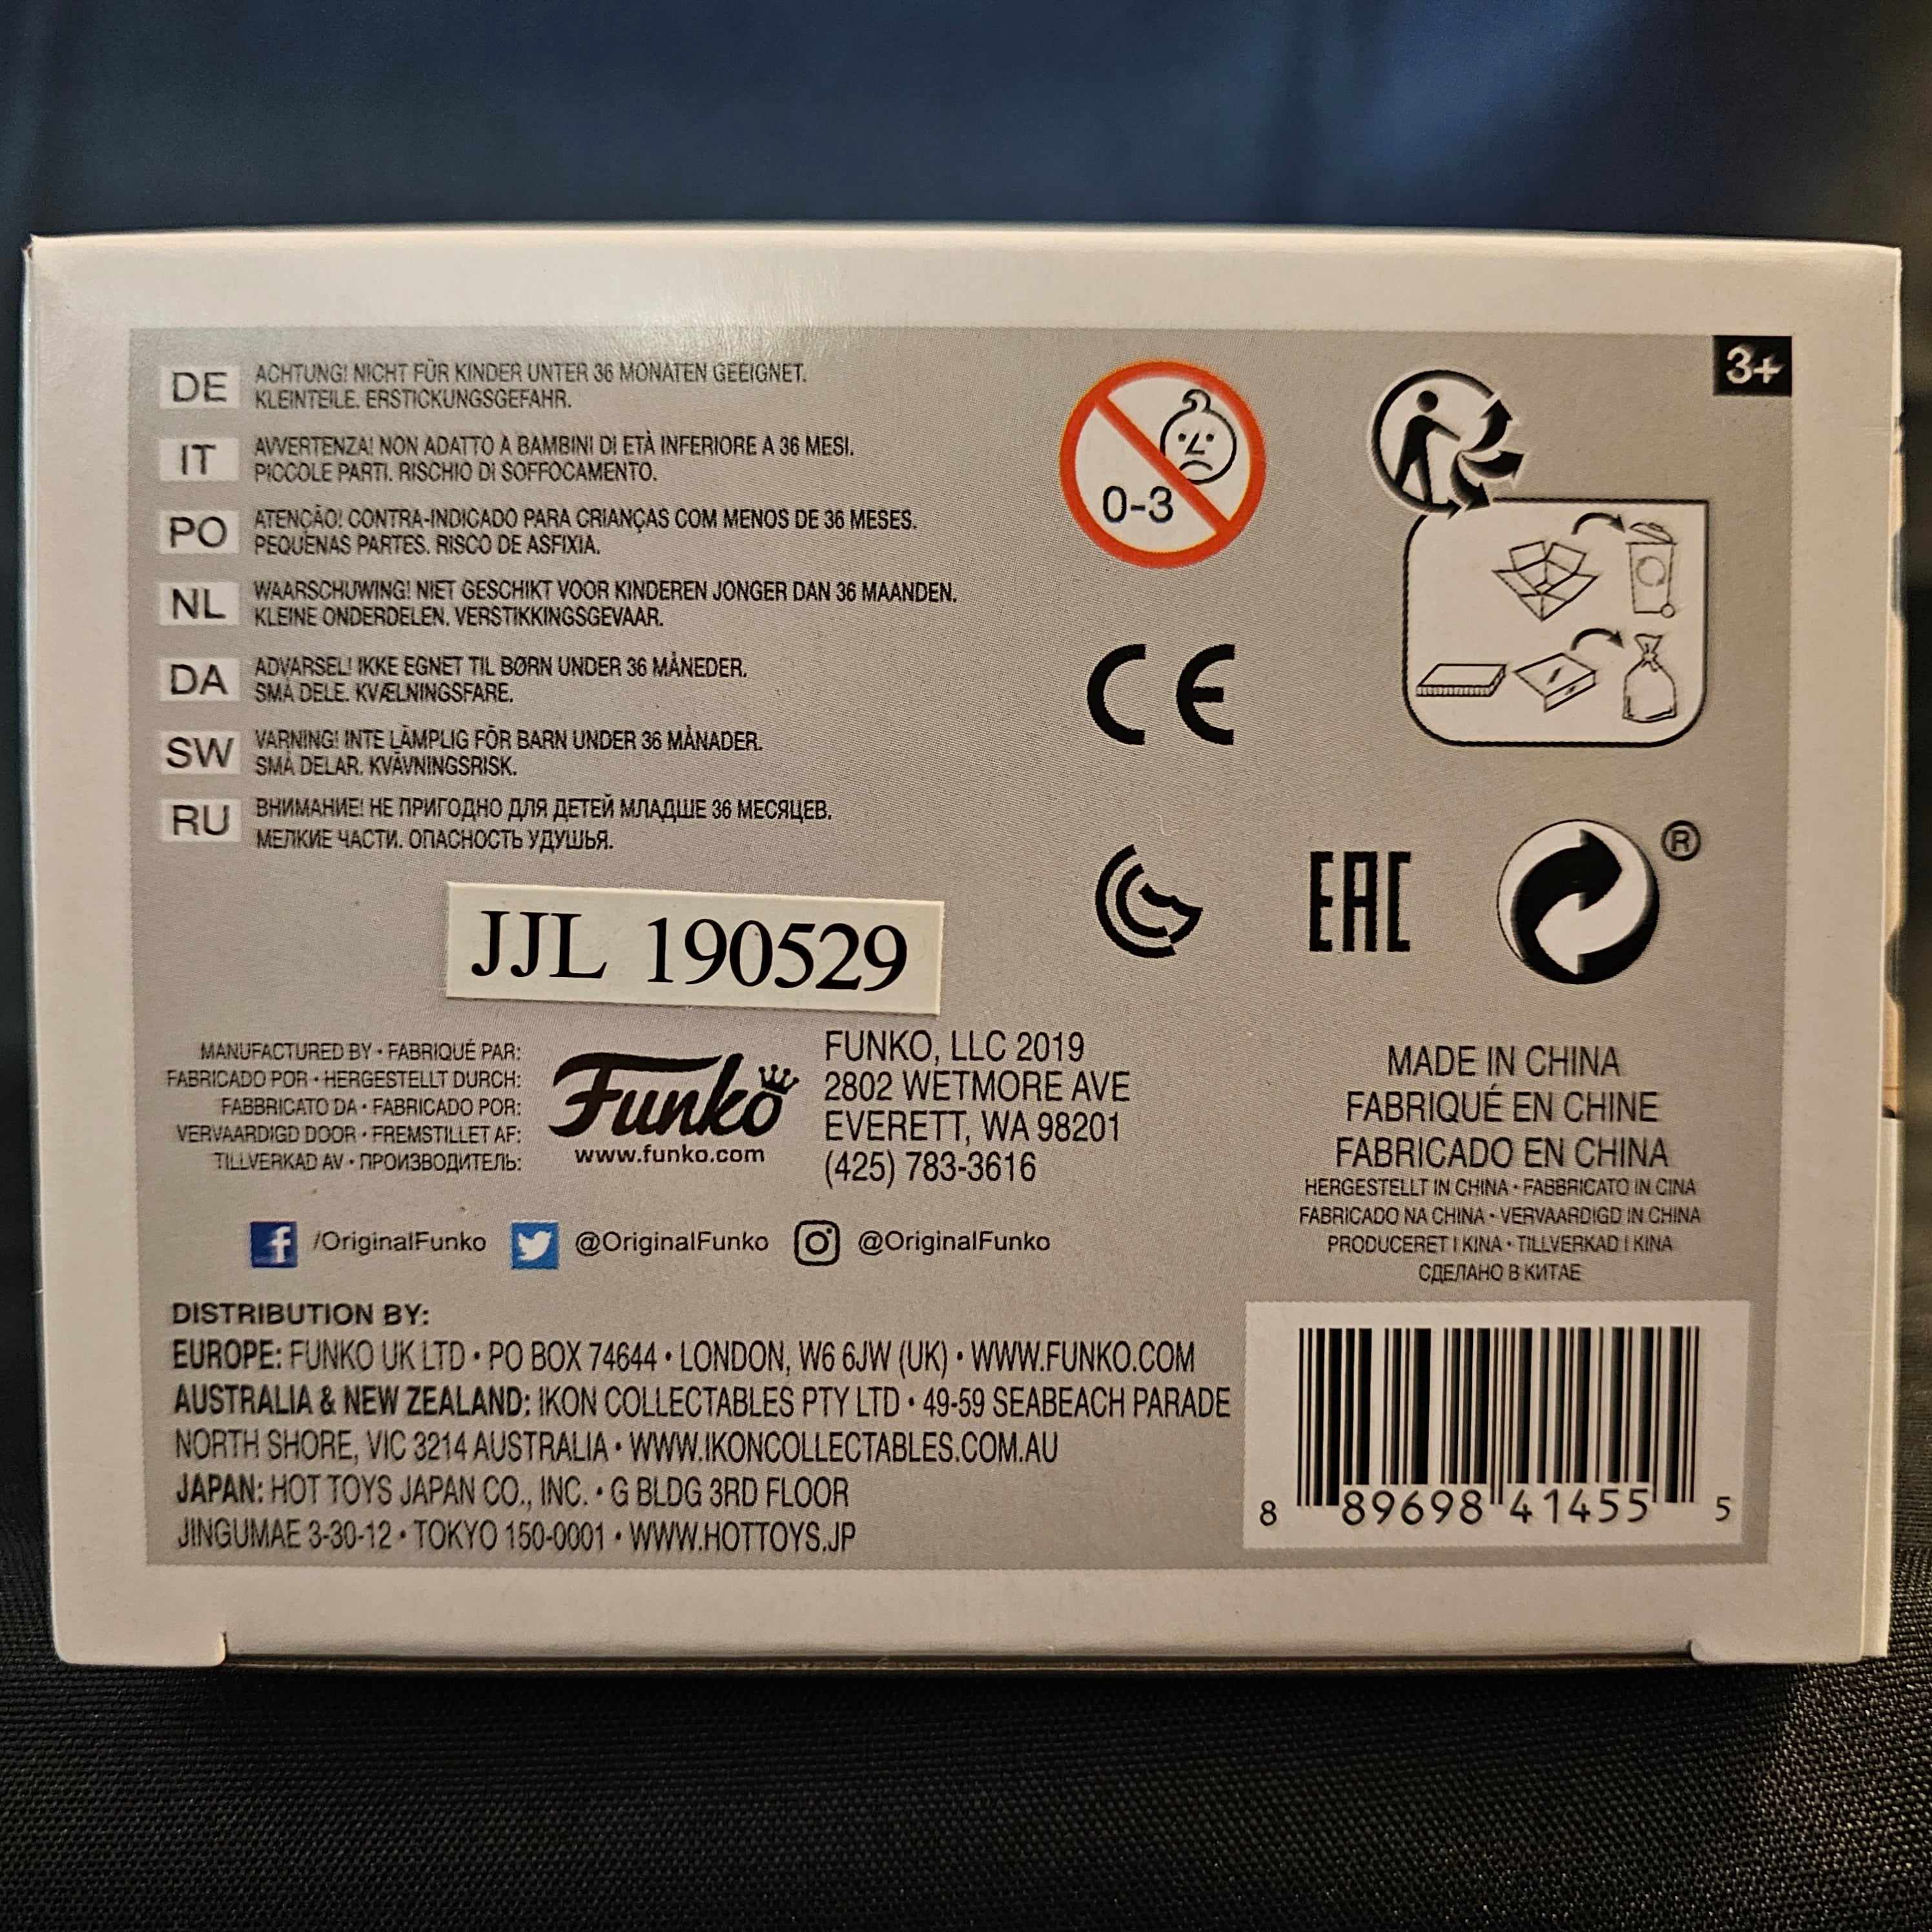 3+
DE
ACHTUNG! NICHT FÜR KINDER UNTER 36 MONATEN GEEIGNET.
KLEINTEILE. ERSTICKUNGSGEFAHR.
IT
AVVERTENZA! NON ADATTO A BAMBINI DI ETÀ INFERIORE A 36 MESI.
PICCOLE PARTI. RISCHIO DI SOFFOCAMENTO.
PO
ATENÇÃO! CONTRA-INDICADO PARA CRIANÇAS COM MENOS DE 36 MESES.
PEQUENAS PARTES. RISCO DE ASFIXIA.
NL
WAARSCHUWING! NIET GESCHIKT VOOR KINDEREN JONGER DAN 36 MAANDEN.
KLEINE ONDERDELEN. VERSTIKKINGSGEVAAR.
DA
ADVARSEL! IKKE EGNET TIL BØRN UNDER 36 MÅNEDER.
SMÅ DELE. KVÆLNINGSFARE.
SW
VARNING! INTE LÄMPLIG FÖR BARN UNDER 36 MÅNADER.
SMÅ DELAR. KVÄVNINGSRISK.
RU
ВНИМАНИЕ! НЕ ПРИГОДНО ДЛЯ ДЕТЕЙ МЛАДШЕ 36 МЕСЯЦЕВ.
МЕЛКИЕ ЧАСТИ. ОПАСНОСТЬ УДУШЬЯ.
0-3
CE
EAC
®
JJL 190529
MANUFACTURED BY • FABRIQUÉ PAR:
FABRICADO POR • HERGESTELLT DURCH:
FABBRICATO DA • FABRICADO POR:
VERVAARDIGD DOOR • FREMSTILLET AF:
TILLVERKAD AV • ПРОИЗВОДИТЕЛЬ:
Funko
www.funko.com
FUNKO, LLC 2019
2802 WETMORE AVE
EVERETT, WA 98201
(425) 783-3616
MADE IN CHINA
FABRIQUÉ EN CHINE
FABRICADO EN CHINA
HERGESTELLT IN CHINA • FABBRICATO IN CINA
FABRICADO NA CHINA • VERVAARDIGD IN CHINA
PRODUCERET I KINA • TILLVERKAD I KINA
СДЕЛАНО В КИТАЕ
/OriginalFunko @OriginalFunko @OriginalFunko
DISTRIBUTION BY:
EUROPE: FUNKO UK LTD • PO BOX 74644 • LONDON, W6 6JW (UK) • WWW.FUNKO.COM
AUSTRALIA & NEW ZEALAND: IKON COLLECTABLES PTY LTD • 49-59 SEABEACH PARADE
NORTH SHORE, VIC 3214 AUSTRALIA • WWW.IKONCOLLECTABLES.COM.AU
JAPAN: HOT TOYS JAPAN CO., INC. • G BLDG 3RD FLOOR
JINGUMAE 3-30-12 • TOKYO 150-0001 • WWW.HOTTOYS.JP
8 89698 41455 5